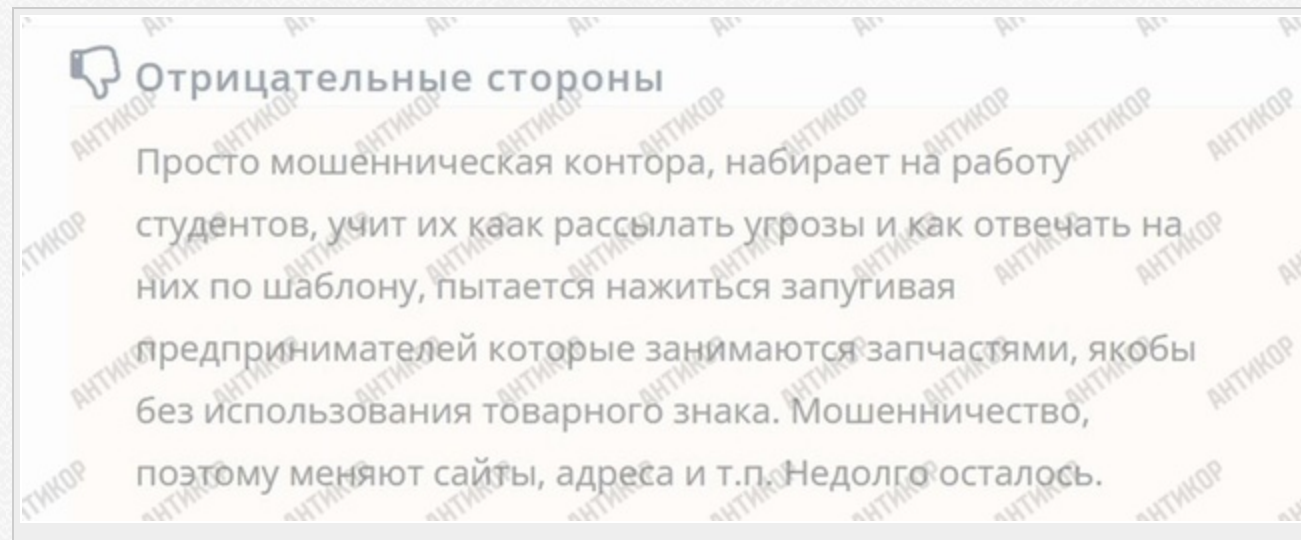 Отрицательные стороны
Просто мошенническая контора, набирает на работу
студентов, учит их каак рассылать угрозы и как отвечать на
них по шаблону, пытается нажиться запугивая
предпринимателей которые занимаются запчастями, якобы
без использования товарного знака. Мошенничество,
поэтому меняют сайты, адреса и т.п. Недолго осталось.
АНТИКОР